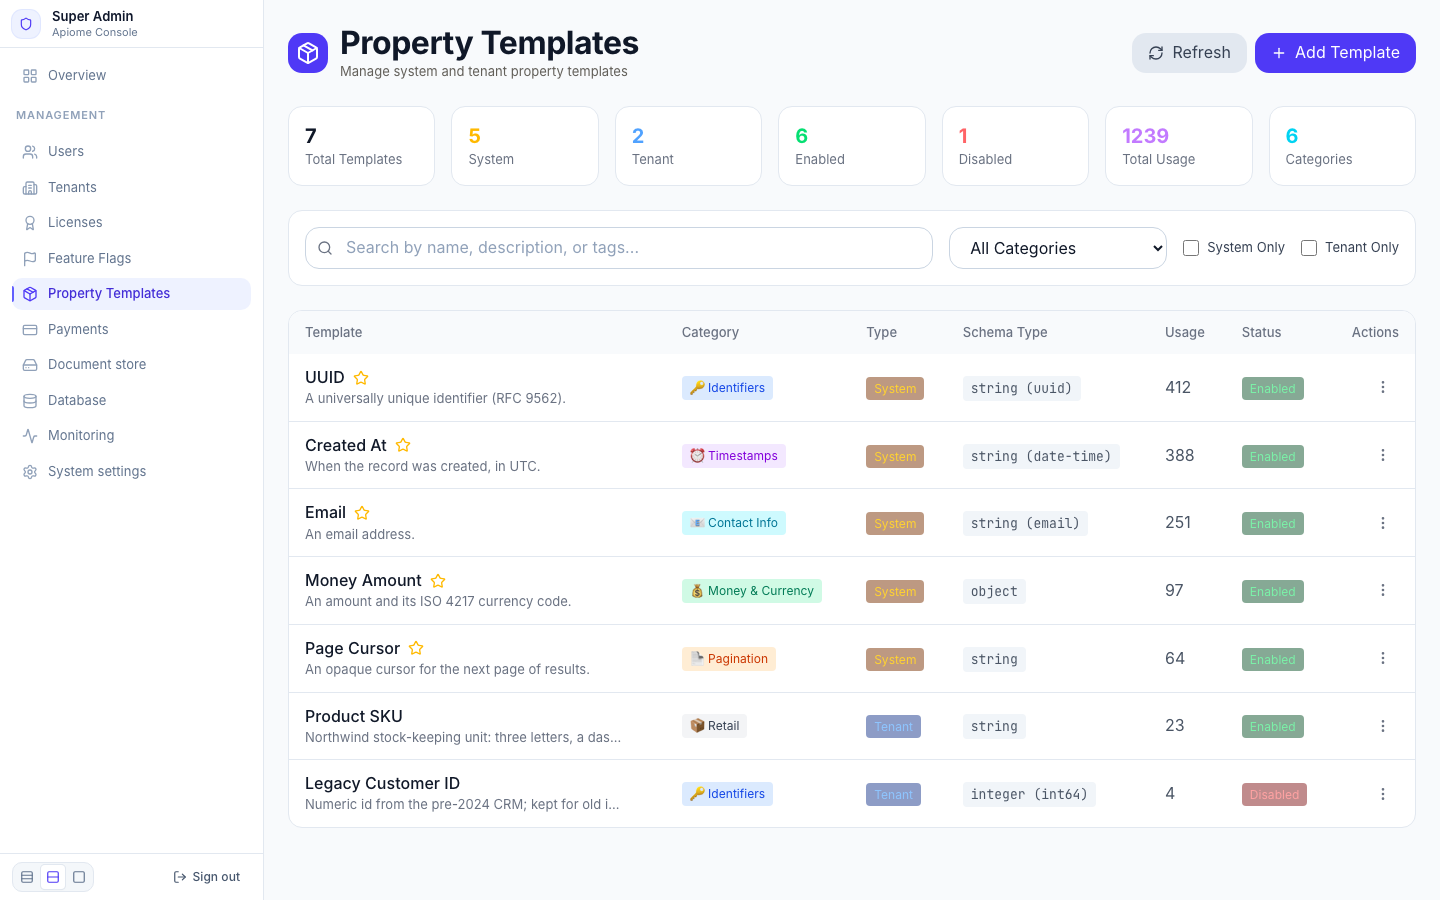 Super Admin
Apiome Console
Overview
MANAGEMENT
Users
Tenants
Licenses
Feature Flags
Property Templates
Payments
Document store
Database
Monitoring
System settings
Sign out
Property Templates
Manage system and tenant property templates
Refresh
Add Template
7
Total Templates
5
System
2
Tenant
6
Enabled
1
Disabled
1239
Total Usage
6
Categories
Search by name, description, or tags...
All Categories
System Only
Tenant Only
Template Category Type Schema Type Usage Status Actions
UUID
A universally unique identifier (RFC 9562).
Identifiers System string (uuid) 412 Enabled
Created At
When the record was created, in UTC.
Timestamps System string (date-time) 388 Enabled
Email
An email address.
Contact Info System string (email) 251 Enabled
Money Amount
An amount and its ISO 4217 currency code.
Money & Currency System object 97 Enabled
Page Cursor
An opaque cursor for the next page of results.
Pagination System string 64 Enabled
Product SKU
Northwind stock-keeping unit: three letters, a das...
Retail Tenant string 23 Enabled
Legacy Customer ID
Numeric id from the pre-2024 CRM; kept for old i...
Identifiers Tenant integer (int64) 4 Disabled